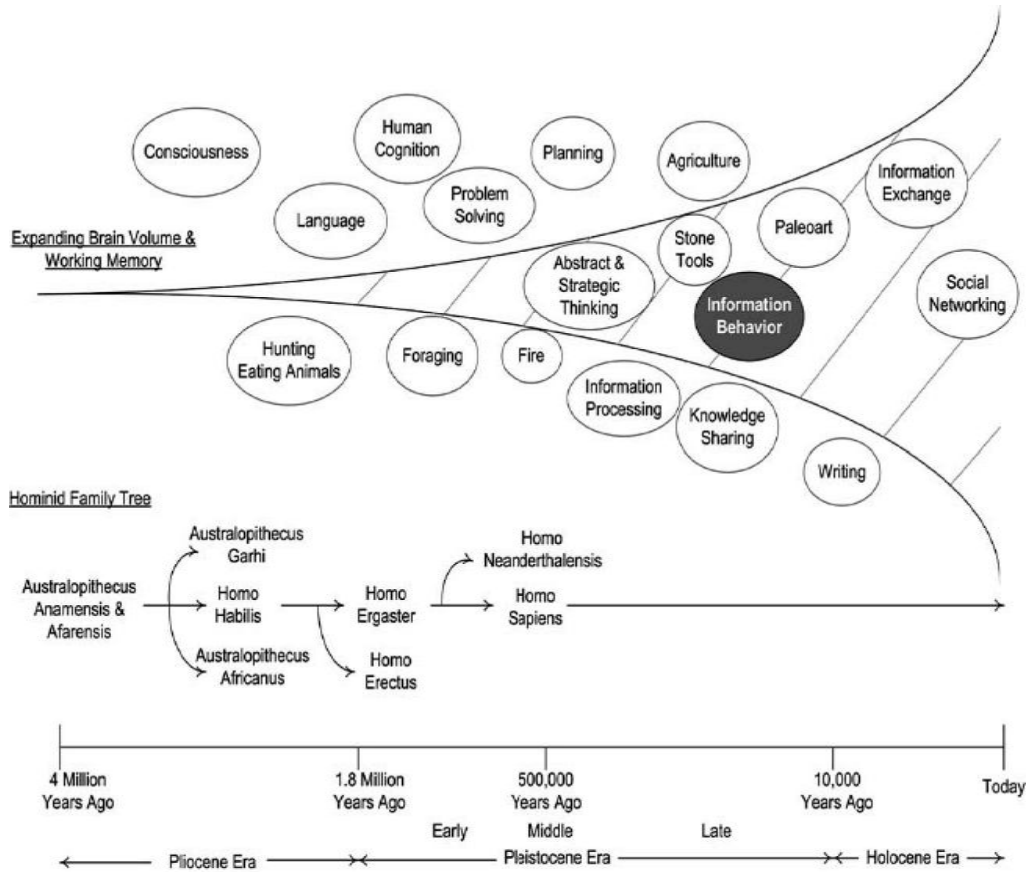 Consciousness
Human
Cognition
Planning
Agriculture
Information
Exchange
Language
Problem
Solving
Paleoart
Expanding Brain Volume &
Working Memory
Abstract &
Strategic
Thinking
Stone
Tools
Information
Behavior
Social
Networking
Hunting
Eating Animals
Foraging
Fire
Information
Processing
Knowledge
Sharing
Writing
Hominid Family Tree
Australopithecus
Garhi
Homo
Neanderthalensis
Australopithecus
Anamensis &
Afarensis
Homo
Habilis
Homo
Ergaster
Homo
Sapiens
Australopithecus
Africanus
Homo
Erectus
4 Million
Years Ago
1.8 Million
Years Ago
500,000
Years Ago
10,000
Years Ago
Today
Early
Middle
Late
Pliocene Era
Pleistocene Era
Holocene Era